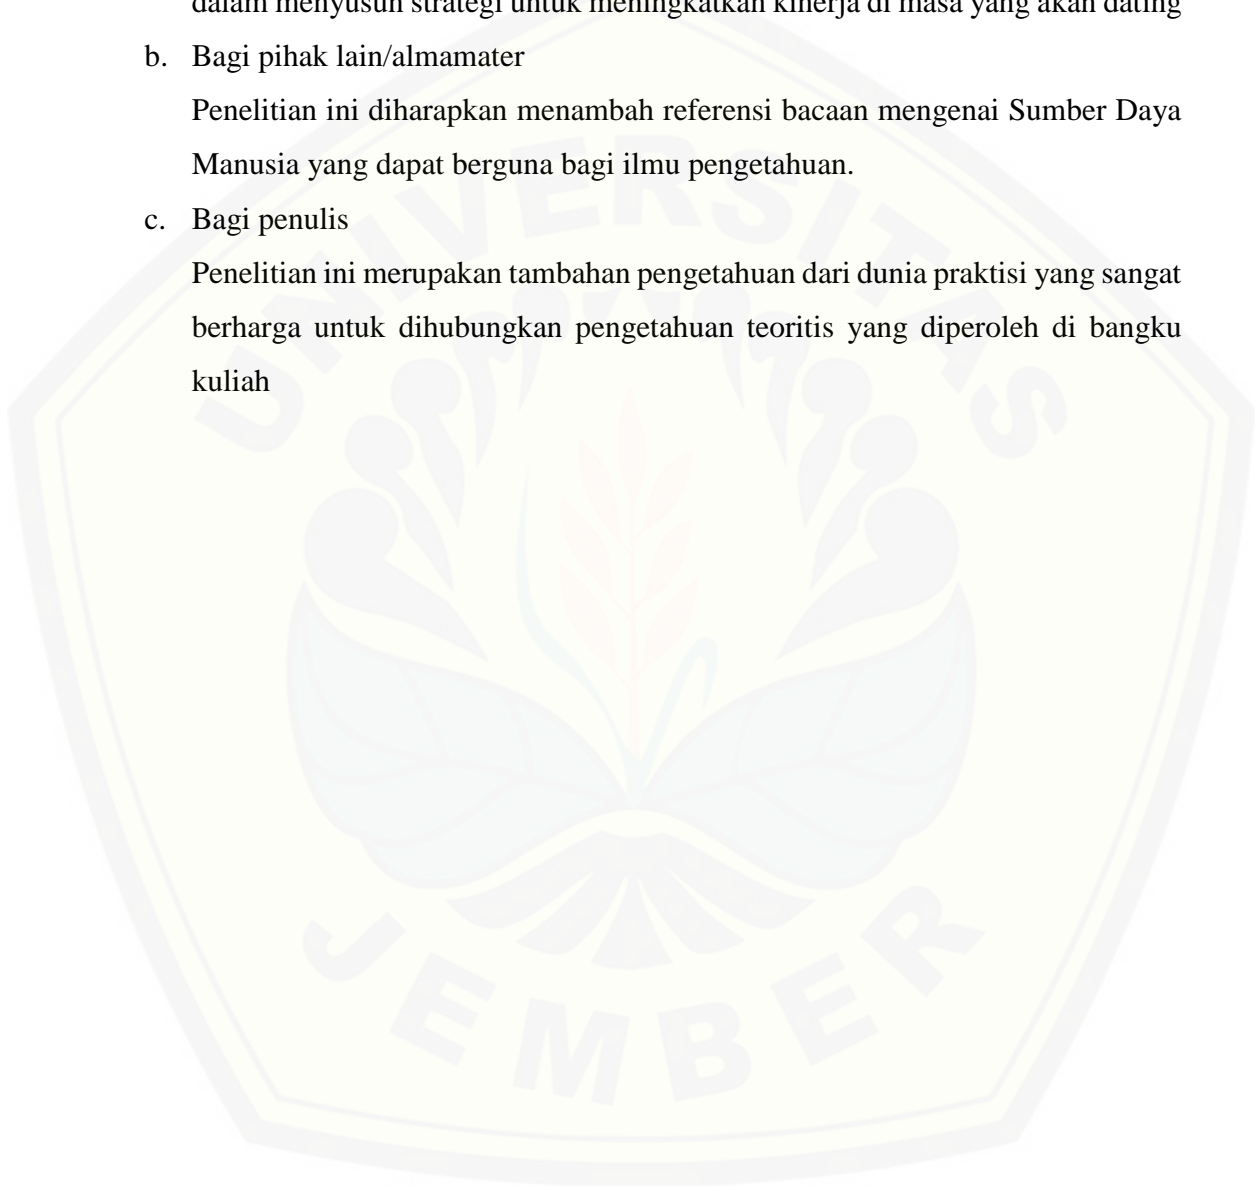 dalam menyusun strategi untuk meningkatkan kinerja di masa yang akan dating
b. Bagi pihak lain/almamater
Penelitian ini diharapkan menambah referensi bacaan mengenai Sumber Daya
Manusia yang dapat berguna bagi ilmu pengetahuan.
c. Bagi penulis
Penelitian ini merupakan tambahan pengetahuan dari dunia praktisi yang sangat
berharga untuk dihubungkan pengetahuan teoritis yang diperoleh di bangku
kuliah
UNIVERSITAS
JEMBER